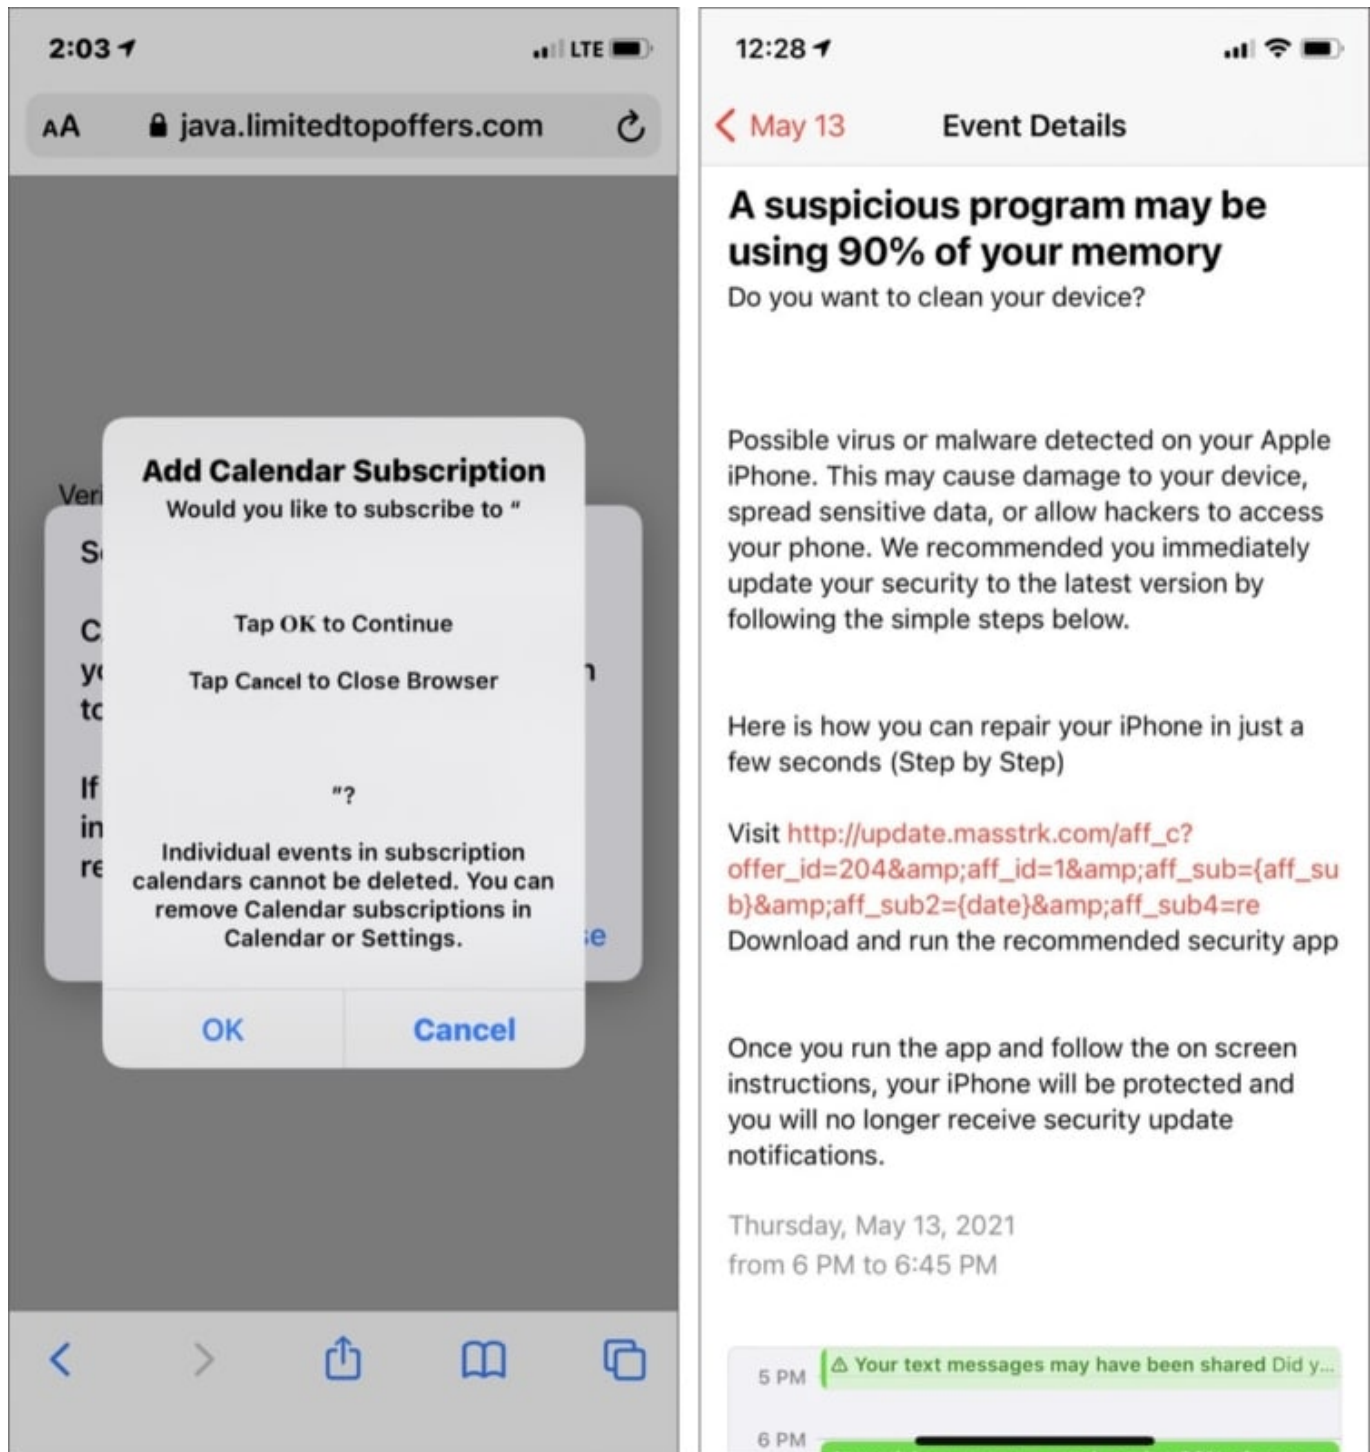 2:03
LTE
AA
java.limitedtopoffers.com
Veri
Add Calendar Subscription
Would you like to subscribe to "
Tap OK to Continue
Tap Cancel to Close Browser
"?
Individual events in subscription
calendars cannot be deleted. You can
remove Calendar subscriptions in
Calendar or Settings.
OK
Cancel
12:28
May 13
Event Details
A suspicious program may be
using 90% of your memory
Do you want to clean your device?
Possible virus or malware detected on your Apple
iPhone. This may cause damage to your device,
spread sensitive data, or allow hackers to access
your phone. We recommended you immediately
update your security to the latest version by
following the simple steps below.
Here is how you can repair your iPhone in just a
few seconds (Step by Step)
Visit http://update.masstrk.com/aff_c?
offer_id=204&amp;aff_id=1&amp;aff_sub={aff_su
b}&amp;aff_sub2={date}&amp;aff_sub4=re
Download and run the recommended security app
Once you run the app and follow the on screen
instructions, your iPhone will be protected and
you will no longer receive security update
notifications.
Thursday, May 13, 2021
from 6 PM to 6:45 PM
5 PM
Your text messages may have been shared Did y...
6 PM